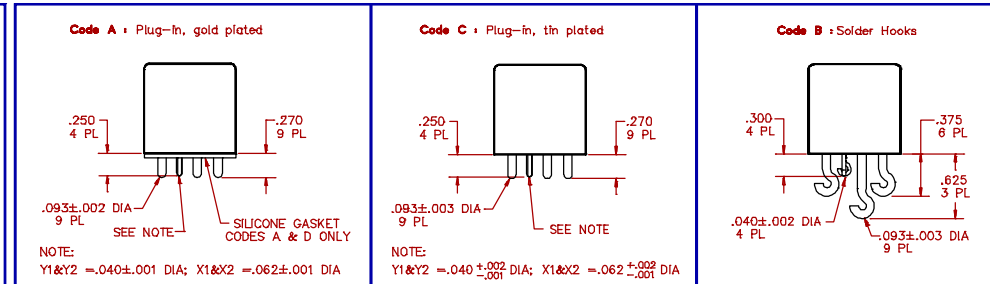 Code A : Plug-in, gold plated
.250
4 PL
.270
9 PL
.093±.002 DIA
9 PL
SEE NOTE
SILICONE GASKET
CODES A & D ONLY
NOTE:
Y1&Y2 =.040±.001 DIA; X1&X2 =.062±.001 DIA
Code C : Plug-in, tin plated
.250
4 PL
.270
9 PL
.093±.003 DIA
9 PL
SEE NOTE
NOTE:
Y1&Y2 =.040 +.002 -.001 DIA; X1&X2 =.062 +.002 -.001 DIA
Code B : Solder Hooks
.300
4 PL
.375
6 PL
.625
3 PL
.040±.002 DIA
4 PL
.093±.003 DIA
9 PL